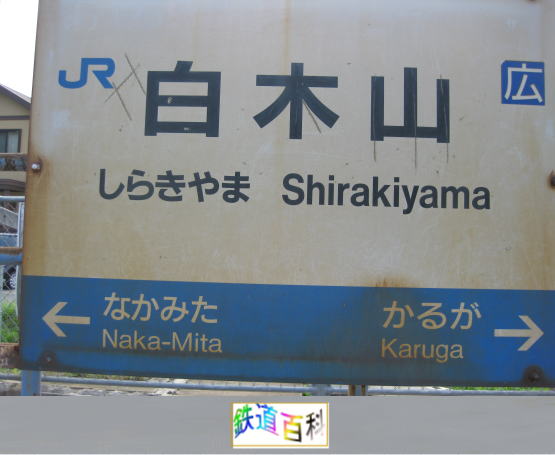 JR 白木山 広
しらきやま Shirakiyama
なかみた かるが
Naka-Mita Karuga
鉄道百科